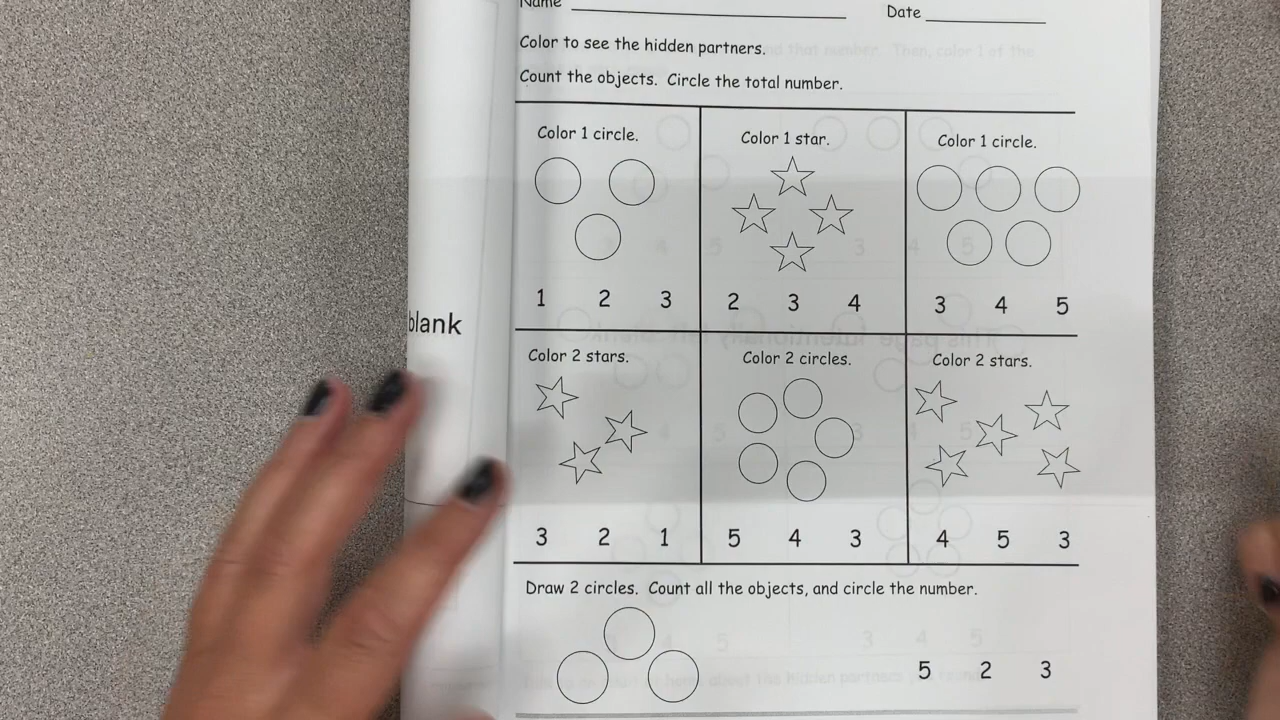 Name Date
Color to see the hidden partners.
Count the objects. Circle the total number.
Color 1 circle.
1 2 3
Color 1 star.
2 3 4
Color 1 circle.
3 4 5
blank
Color 2 stars.
3 2 1
Color 2 circles.
5 4 3
Color 2 stars.
4 5 3
Draw 2 circles. Count all the objects, and circle the number.
5 2 3